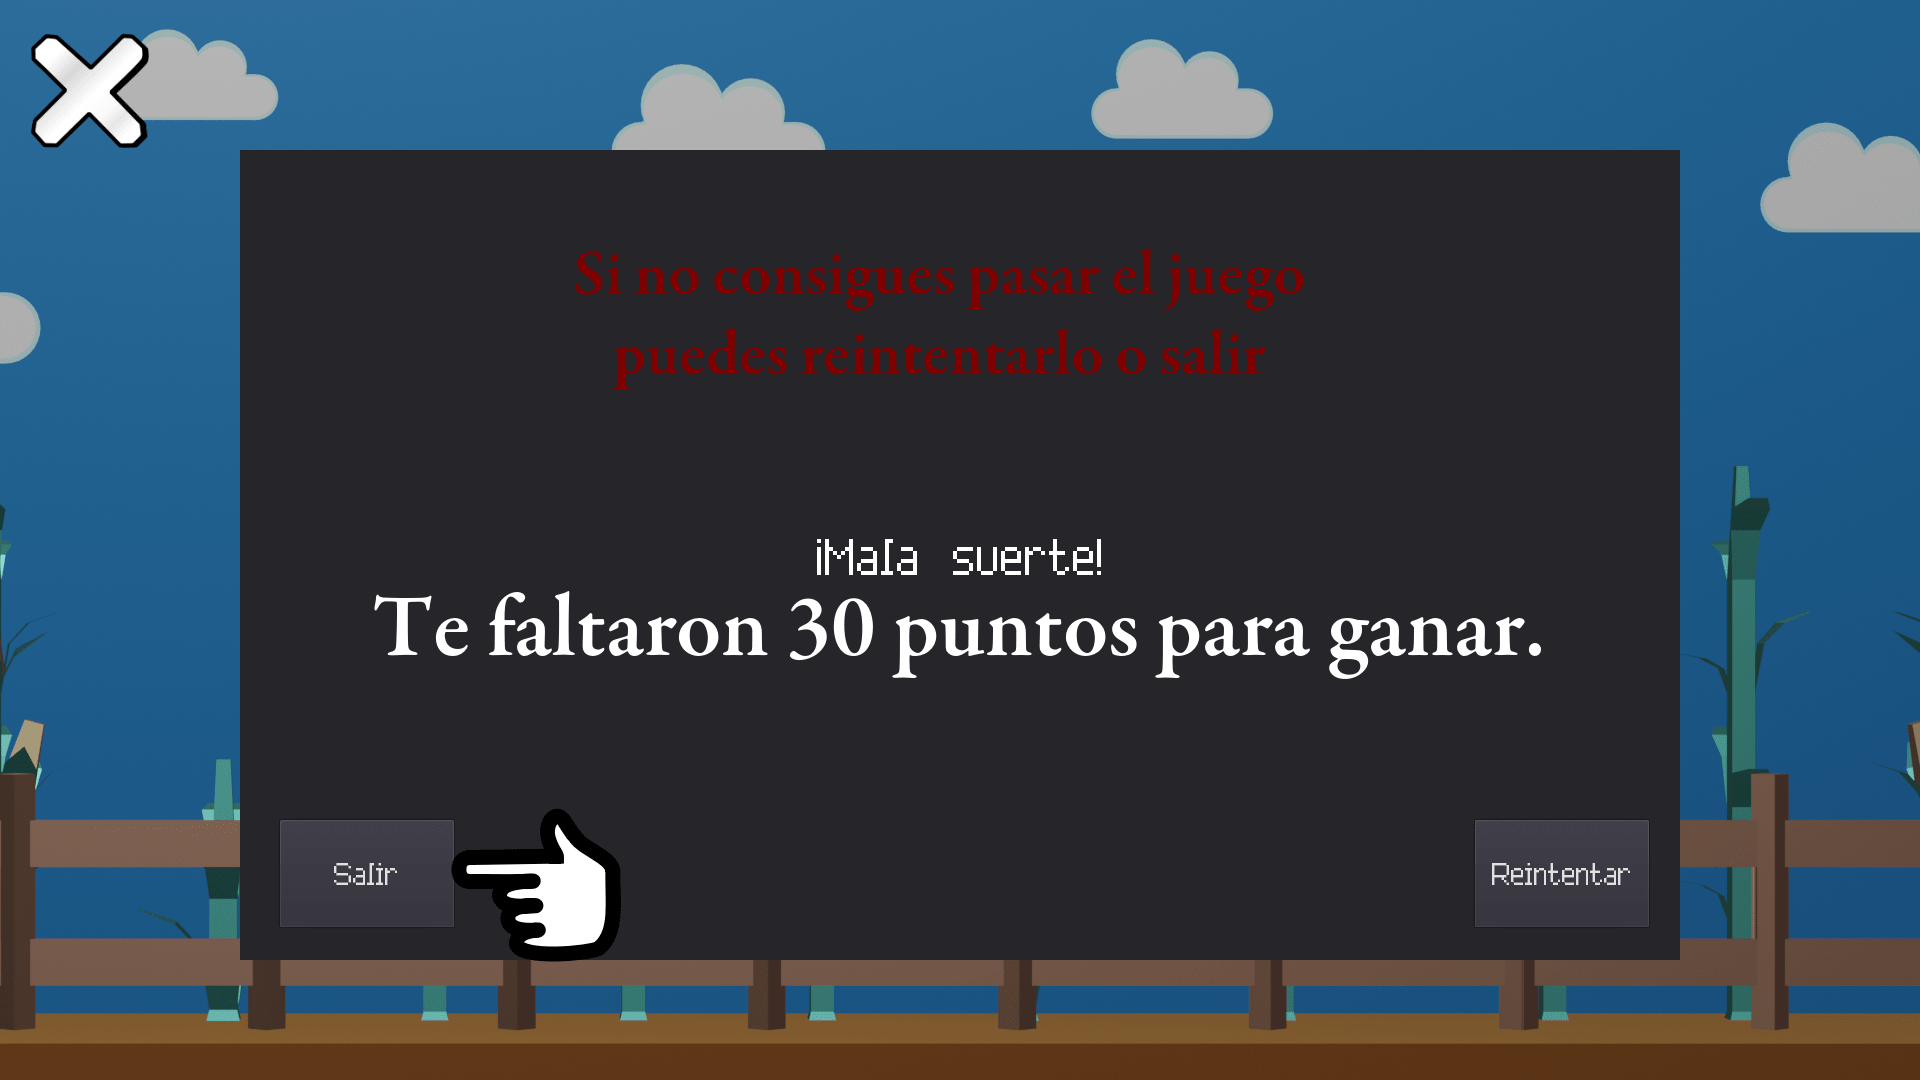 Si no consigues pasar el juego
puedes reintentarlo o salir
¡Mala suerte!
Te faltaron 30 puntos para ganar.
Salir
Reintentar